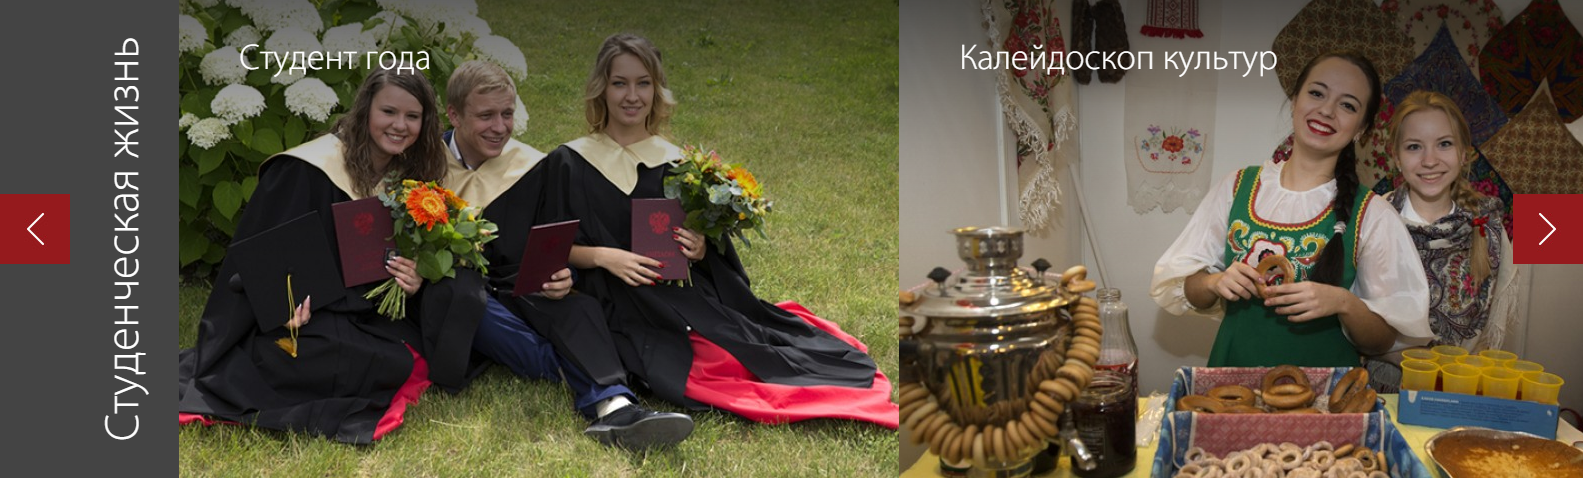 Студенческая жизнь
Студент года
Калейдоскоп культур